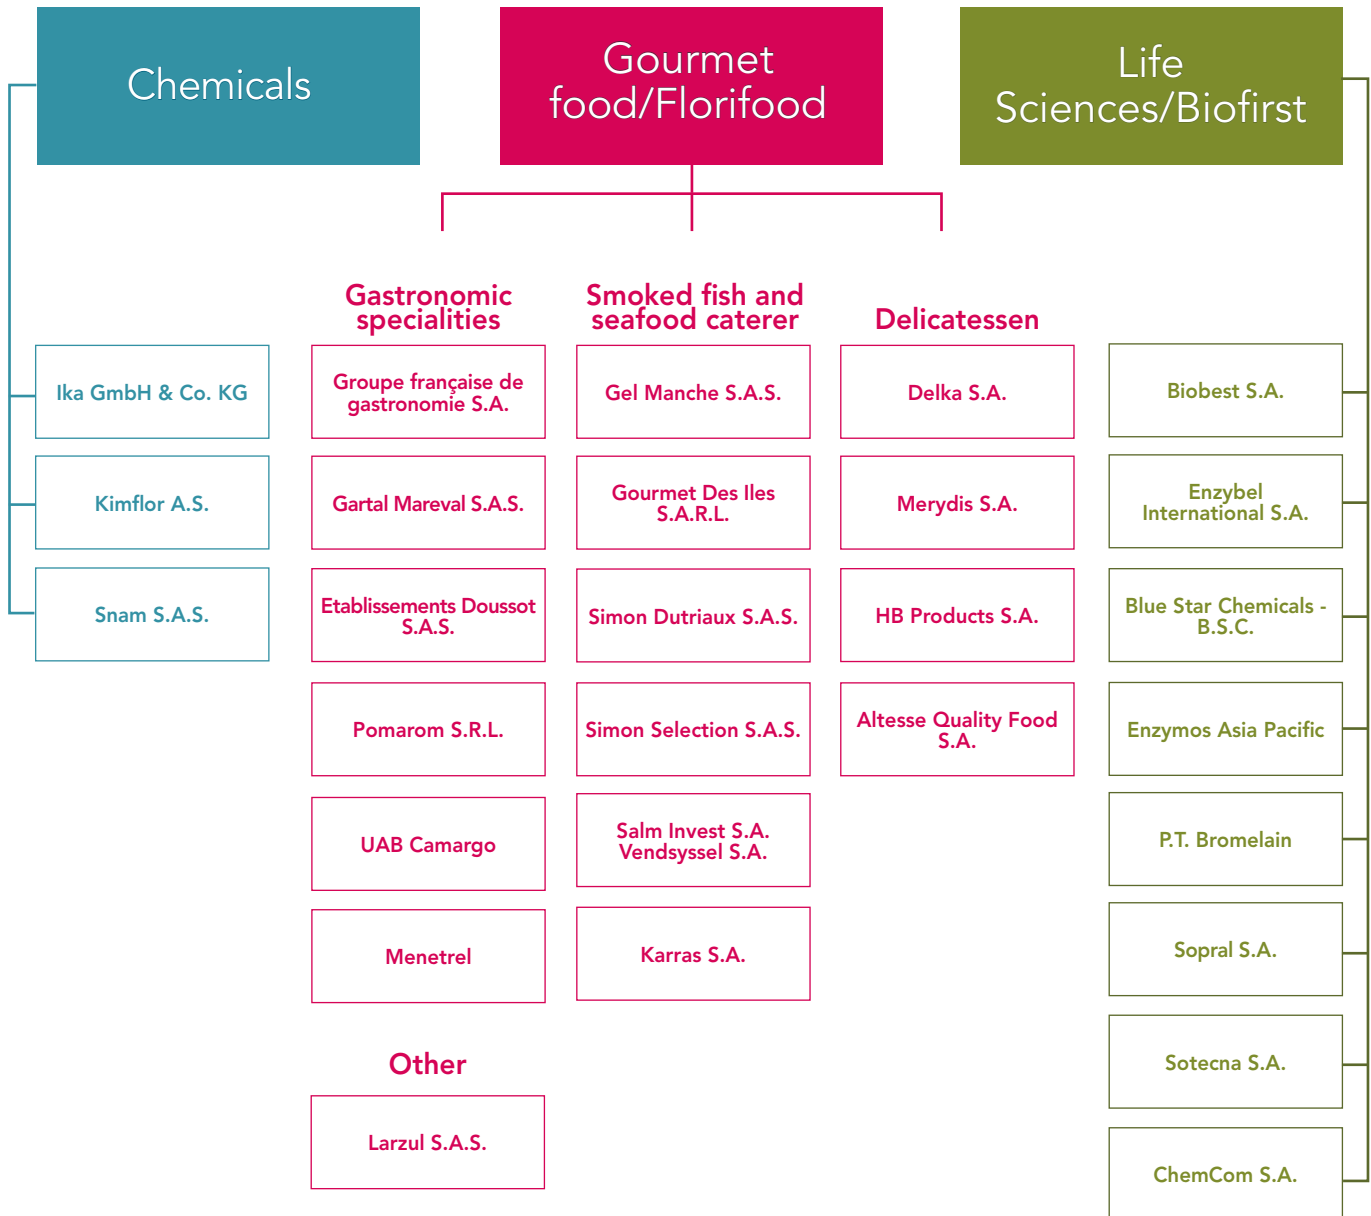 Chemicals
Gourmet
food/Florifood
Life
Sciences/Biofirst
Ika GmbH & Co. KG
Kimflor A.S.
Snam S.A.S.
Gastronomic
specialities
Groupe française de
gastronomie S.A.
Gartal Mareval S.A.S.
Etablissements Doussot
S.A.S.
Pomarom S.R.L.
UAB Camargo
Menetrel
Other
Larzul S.A.S.
Smoked fish and
seafood caterer
Gel Manche S.A.S.
Gourmet Des Iles
S.A.R.L.
Simon Dutriaux S.A.S.
Simon Selection S.A.S.
Salm Invest S.A.
Vendsyssel S.A.
Karras S.A.
Delicatessen
Delka S.A.
Merydis S.A.
HB Products S.A.
Altesse Quality Food
S.A.
Biobest S.A.
Enzybel
International S.A.
Blue Star Chemicals -
B.S.C.
Enzymos Asia Pacific
P.T. Bromelain
Sopral S.A.
Sotecna S.A.
ChemCom S.A.